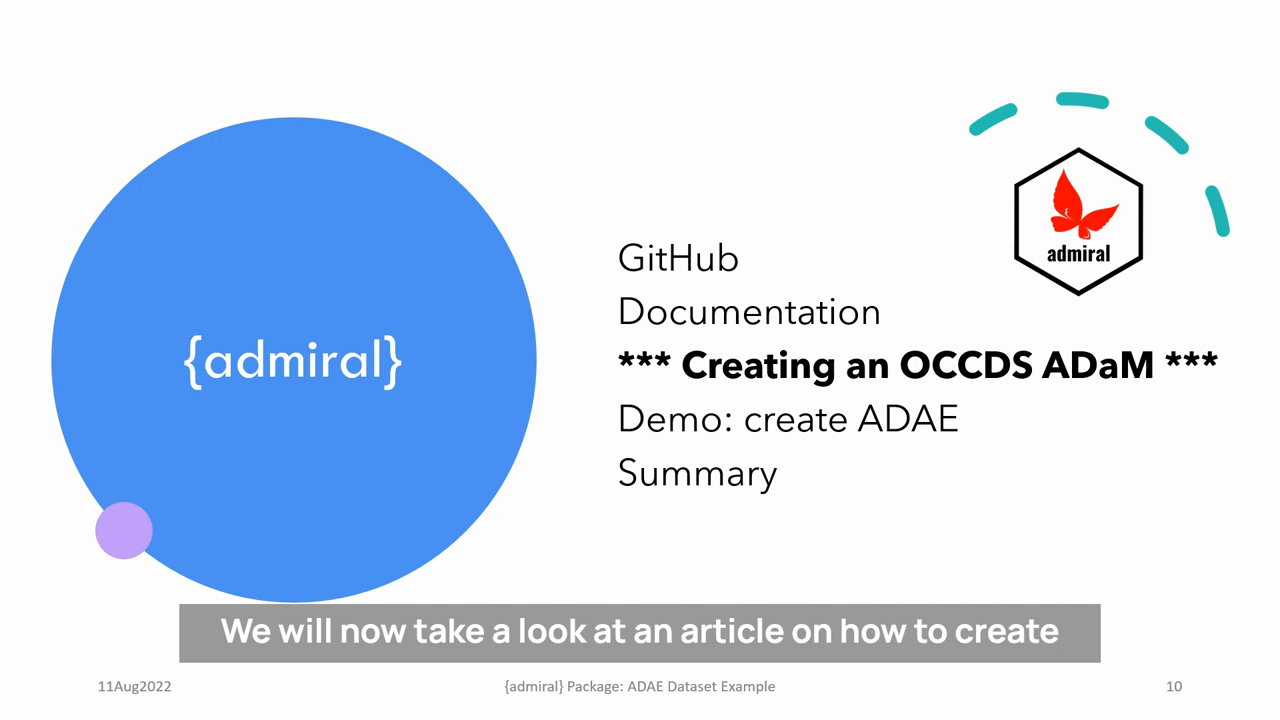 {admiral}
admiral
GitHub
Documentation
*** Creating an OCCDS ADaM ***
Demo: create ADAE
Summary
We will now take a look at an article on how to create
11Aug2022
{admiral} Package: ADAE Dataset Example
10